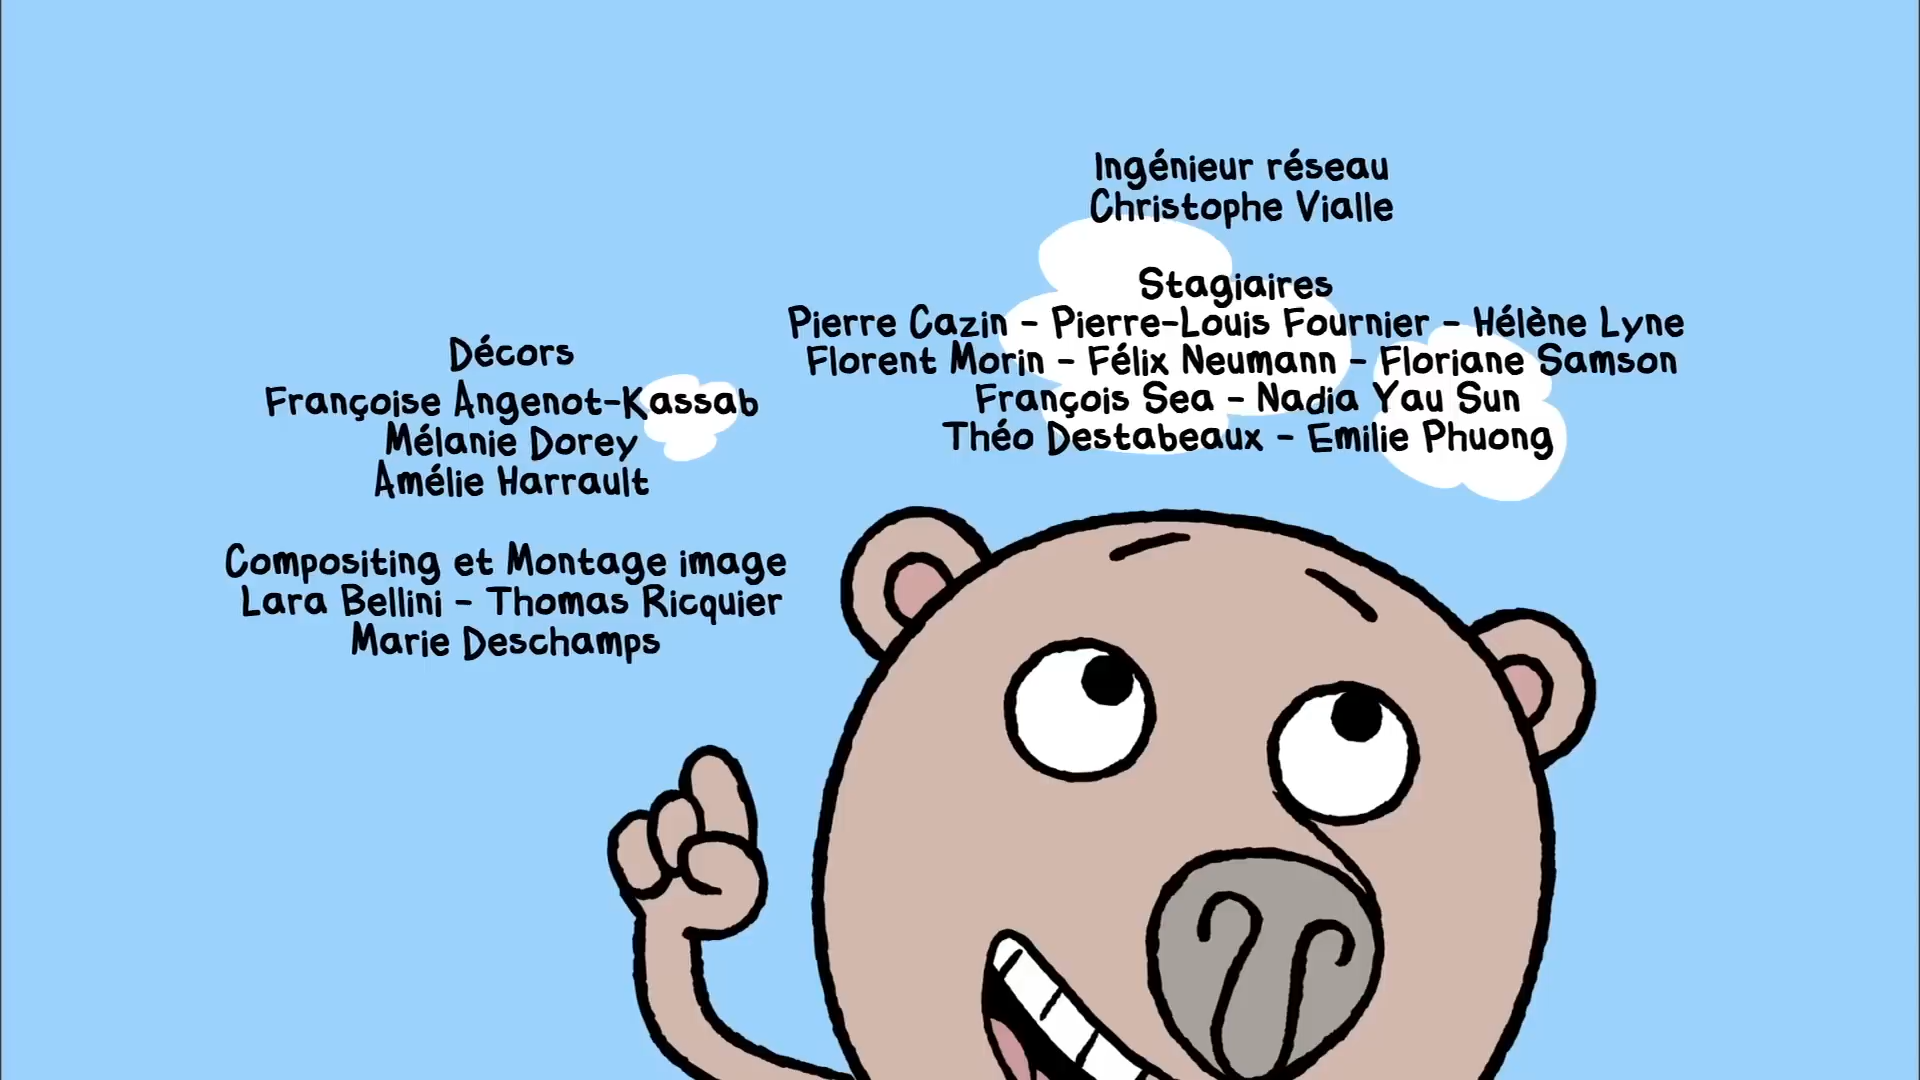 Décors
Françoise Angenot-Kassab
Mélanie Dorey
Amélie Harrault
Compositing et Montage image
Lara Bellini - Thomas Ricquier
Marie Deschamps
Ingénieur réseau
Christophe Vialle
Stagiaires
Pierre Cazin - Pierre-Louis Fournier - Hélène Lyne
Florent Morin - Félix Neumann - Floriane Samson
François Sea - Nadia Yau Sun
Théo Destabeaux - Emilie Phuong